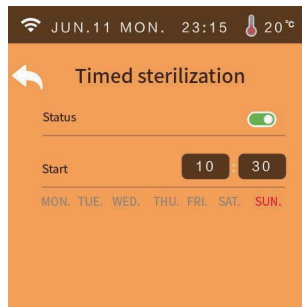 JUN.11 MON. 23:15 20℃
Timed sterilization
Status
Start 10 : 30
MON. TUE. WED. THU. FRI. SAT. SUN.